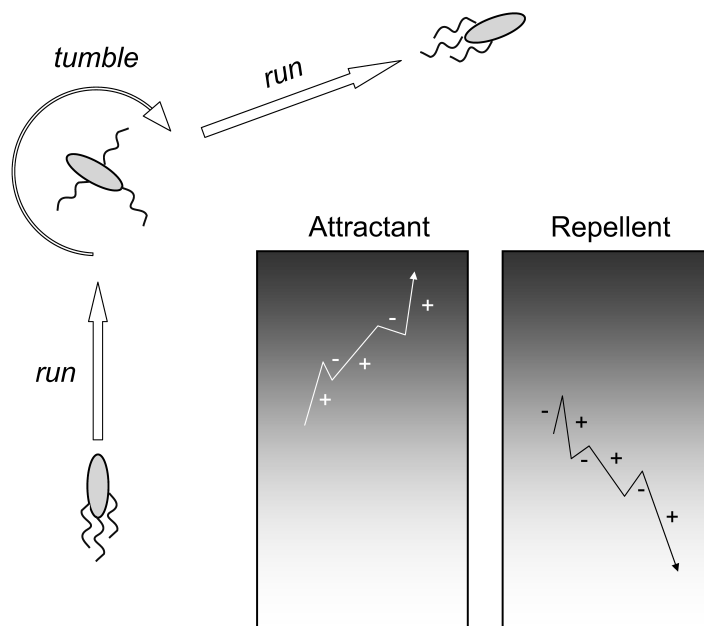 tumble
run
run
Attractant
Repellent
+
-
+
-
+
-
+
-
+
-
+